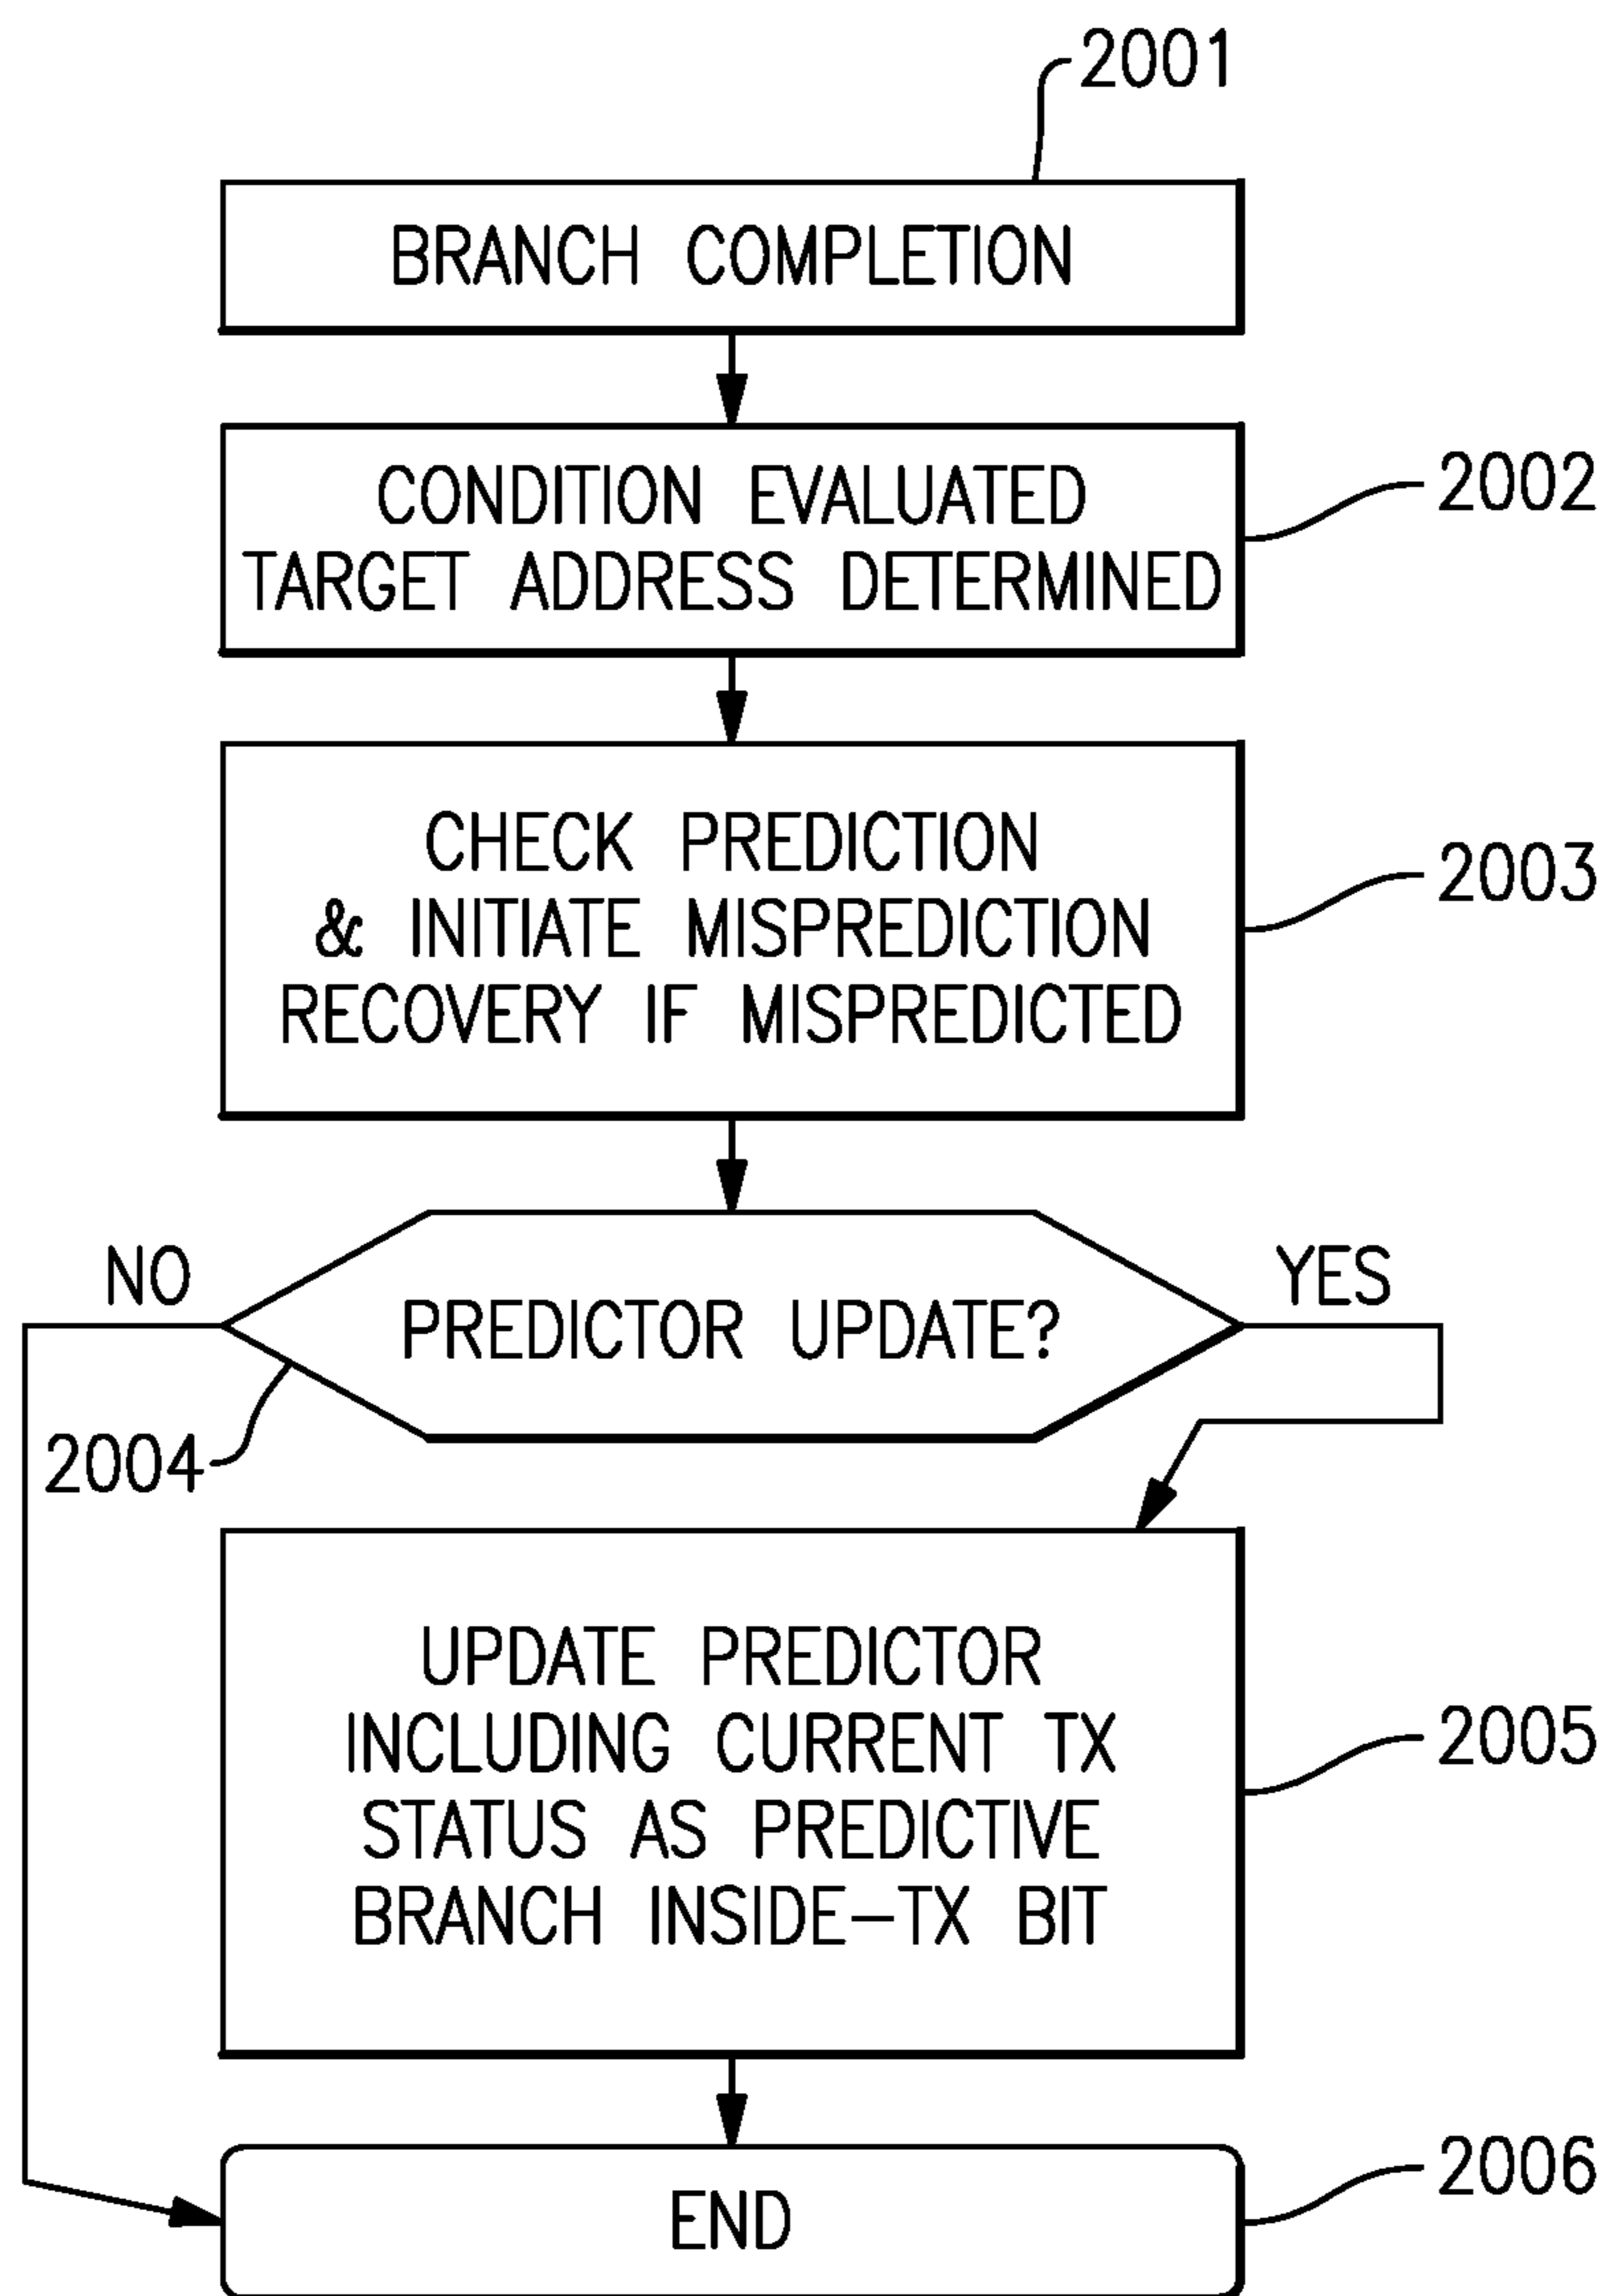 2001
BRANCH COMPLETION
CONDITION EVALUATED
TARGET ADDRESS DETERMINED
2002
CHECK PREDICTION
& INITIATE MISPREDICTION
RECOVERY IF MISPREDICTED
2003
NO
PREDICTOR UPDATE?
YES
2004
UPDATE PREDICTOR
INCLUDING CURRENT TX
STATUS AS PREDICTIVE
BRANCH INSIDE-TX BIT
2005
END
2006